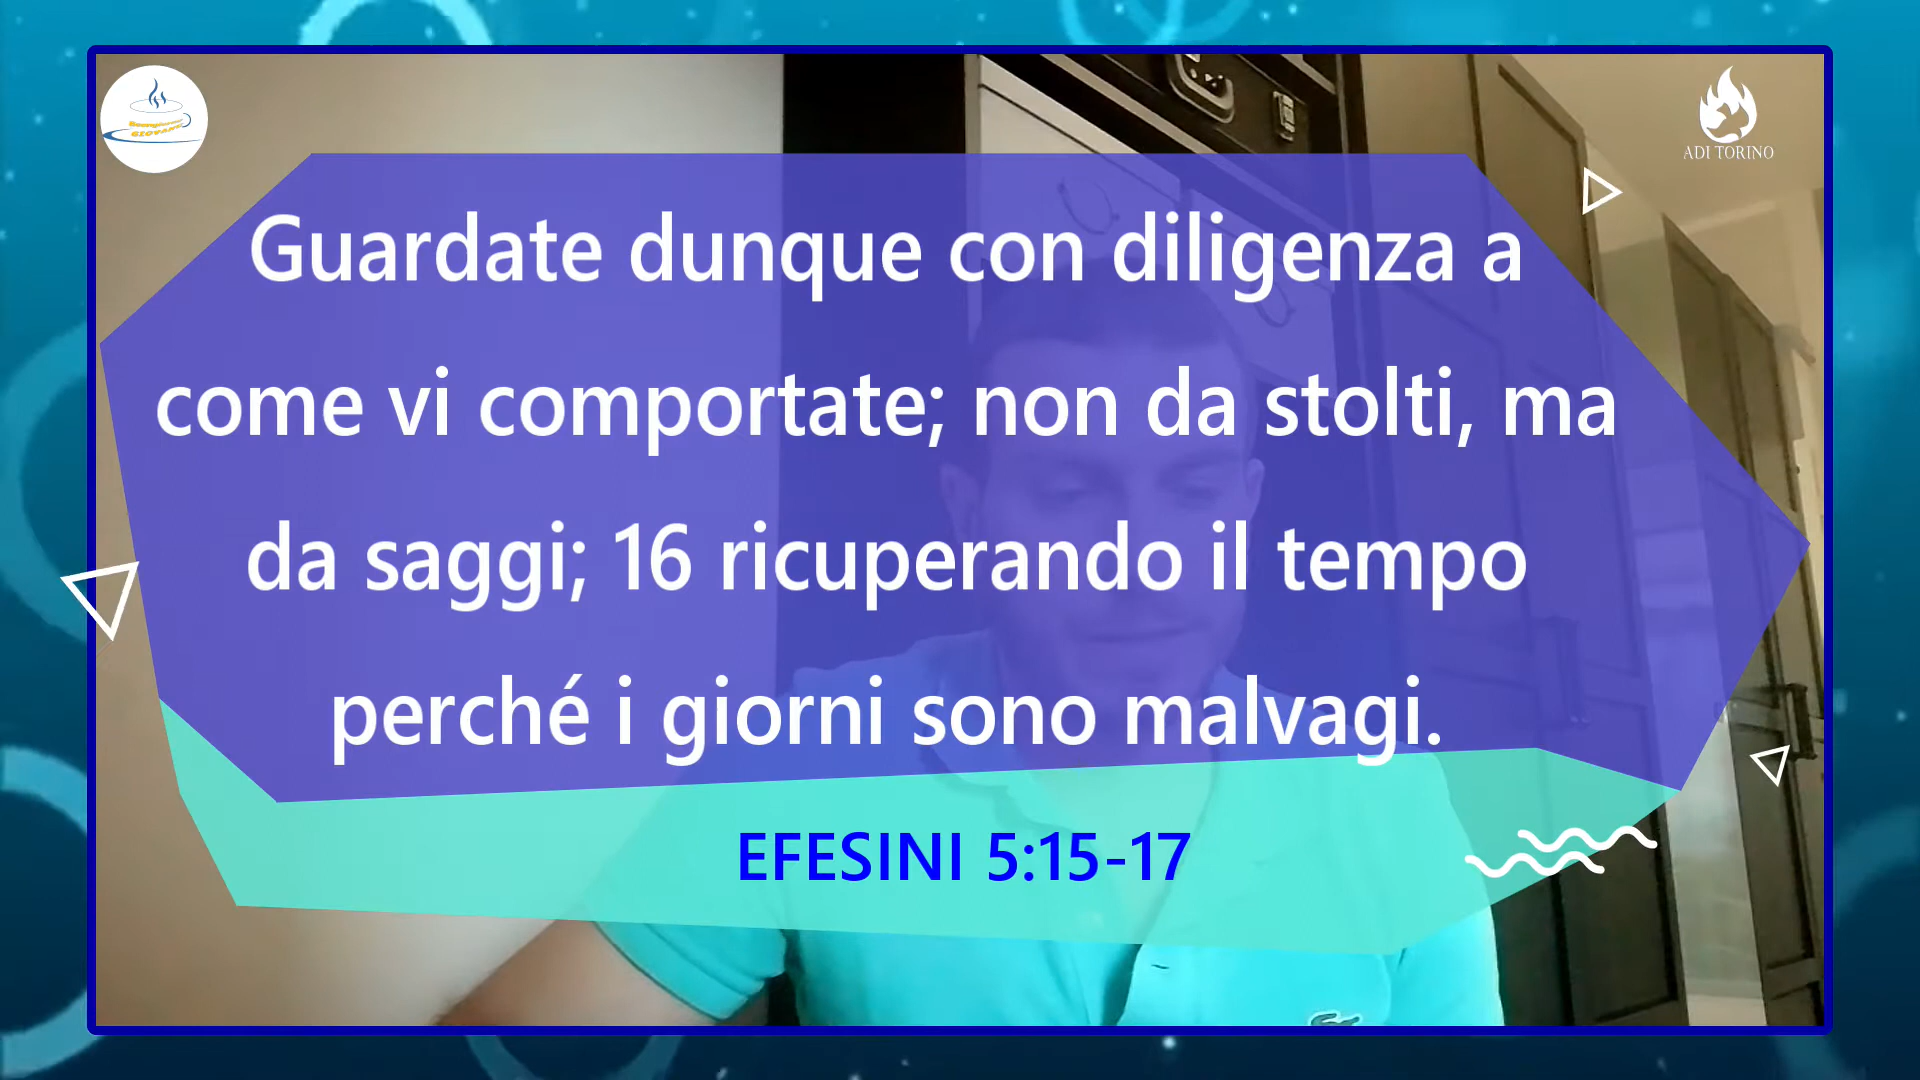 GIOVANI
ADI TORINO
Guardate dunque con diligenza a
come vi comportate; non da stolti, ma
da saggi; 16 ricuperando il tempo
perché i giorni sono malvagi.
EFESINI 5:15-17